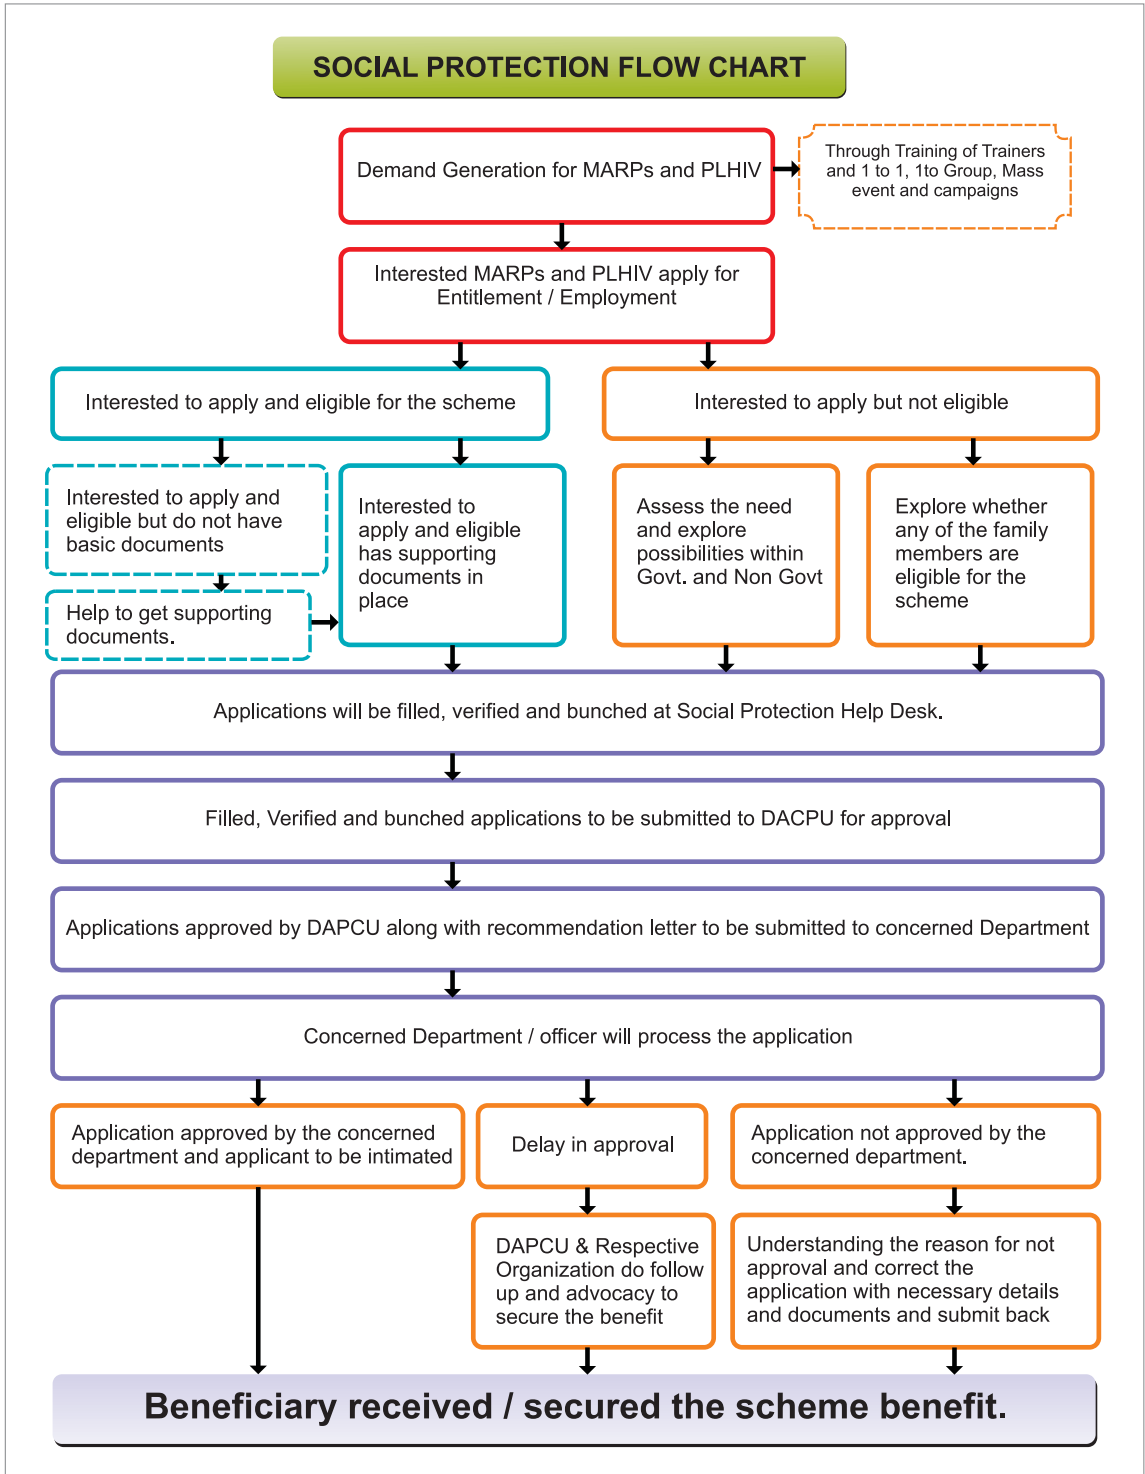 SOCIAL PROTECTION FLOW CHART
Demand Generation for MARPs and PLHIV
Through Training of Trainers
and 1 to 1, 1to Group, Mass
event and campaigns
Interested MARPs and PLHIV apply for
Entitlement / Employment
Interested to apply and eligible for the scheme
Interested to apply but not eligible
Interested to apply and
eligible but do not have
basic documents
Help to get supporting
documents.
Interested to
apply and eligible
has supporting
documents in
place
Assess the need
and explore
possibilities within
Govt. and Non Govt
Explore whether
any of the family
members are
eligible for the
scheme
Applications will be filled, verified and bunched at Social Protection Help Desk.
Filled, Verified and bunched applications to be submitted to DACPU for approval
Applications approved by DAPCU along with recommendation letter to be submitted to concerned Department
Concerned Department / officer will process the application
Application approved by the concerned
department and applicant to be intimated
Delay in approval
Application not approved by the
concerned department.
DAPCU & Respective
Organization do follow
up and advocacy to
secure the benefit
Understanding the reason for not
approval and correct the
application with necessary details
and documents and submit back
Beneficiary received / secured the scheme benefit.